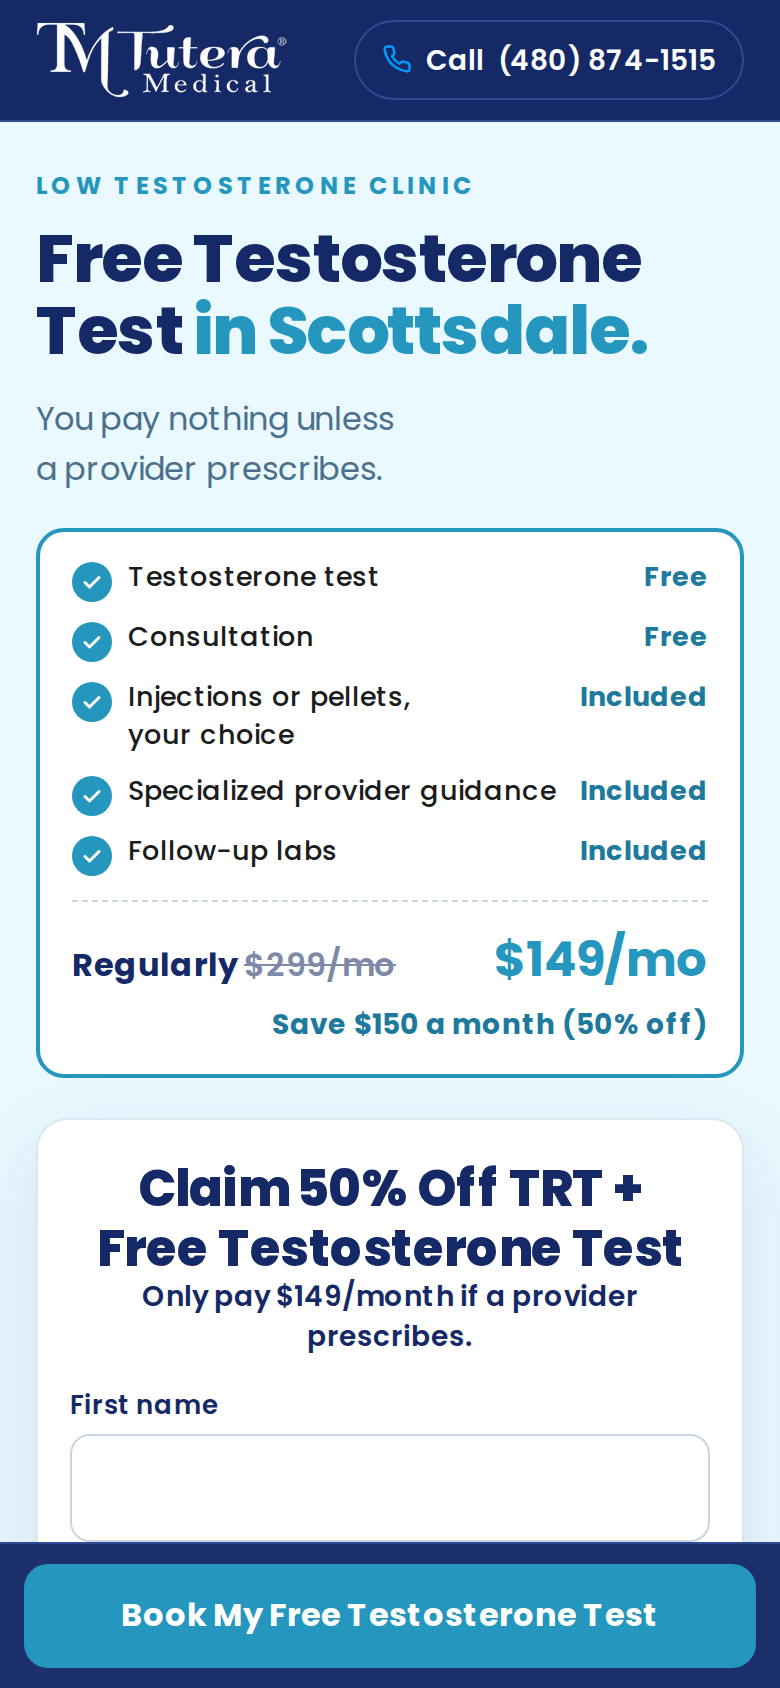 TM Tutera®
Medical
Call (480) 874-1515
LOW TESTOSTERONE CLINIC
Free Testosterone
Test in Scottsdale.
You pay nothing unless
a provider prescribes.
Testosterone test Free
Consultation Free
Injections or pellets, Included
your choice
Specialized provider guidance Included
Follow-up labs Included
Regularly $299/mo $149/mo
Save $150 a month (50% off)
Claim 50% Off TRT +
Free Testosterone Test
Only pay $149/month if a provider
prescribes.
First name
Book My Free Testosterone Test